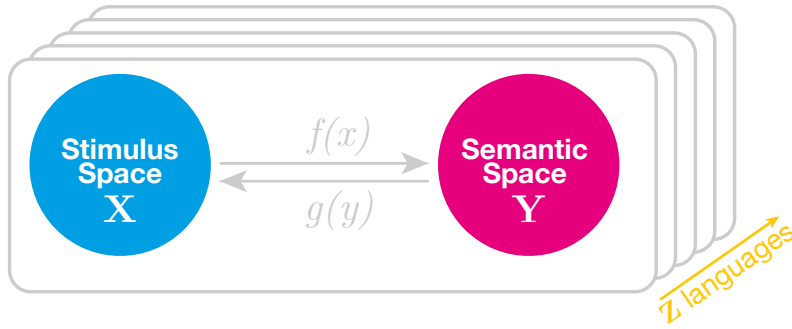 Stimulus
Space
X
f(x)
g(y)
Semantic
Space
Y
Z languages